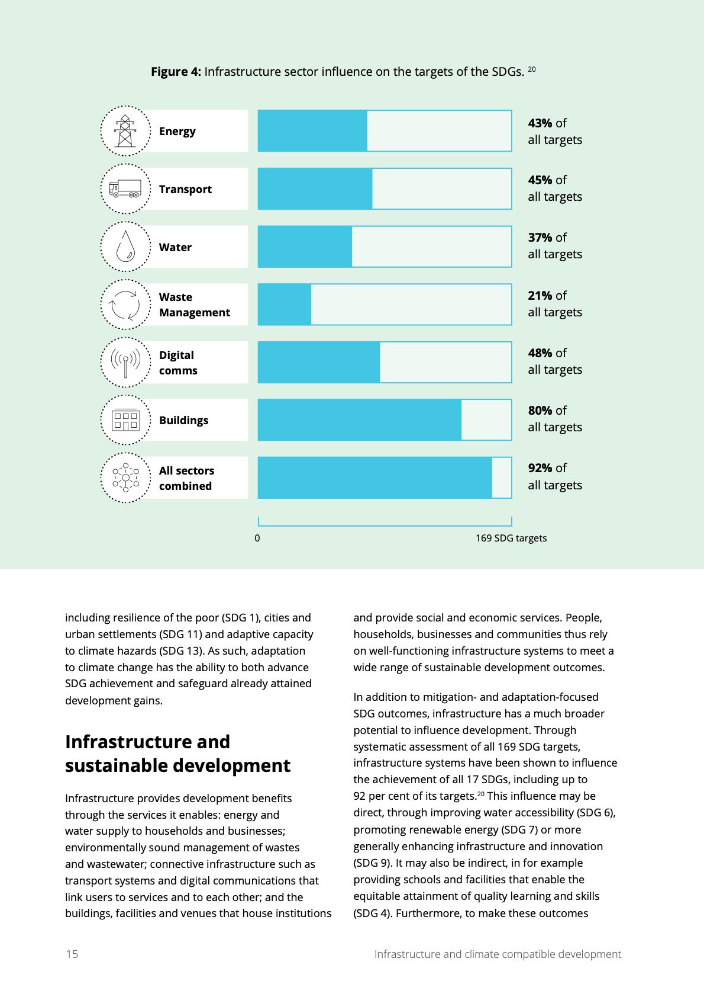 Figure 4: Infrastructure sector influence on the targets of the SDGs. 20
Energy
43% of
all targets
Transport
45% of
all targets
Water
37% of
all targets
Waste
Management
21% of
all targets
Digital
comms
48% of
all targets
Buildings
80% of
all targets
All sectors
combined
92% of
all targets
0
169 SDG targets
including resilience of the poor (SDG 1), cities and
urban settlements (SDG 11) and adaptive capacity
to climate hazards (SDG 13). As such, adaptation
to climate change has the ability to both advance
SDG achievement and safeguard already attained
development gains.
Infrastructure and
sustainable development
Infrastructure provides development benefits
through the services it enables: energy and
water supply to households and businesses;
environmentally sound management of wastes
and wastewater; connective infrastructure such as
transport systems and digital communications that
link users to services and to each other; and the
buildings, facilities and venues that house institutions
and provide social and economic services. People,
households, businesses and communities thus rely
on well-functioning infrastructure systems to meet a
wide range of sustainable development outcomes.
In addition to mitigation- and adaptation-focused
SDG outcomes, infrastructure has a much broader
potential to influence development. Through
systematic assessment of all 169 SDG targets,
infrastructure systems have been shown to influence
the achievement of all 17 SDGs, including up to
92 per cent of its targets.20 This influence may be
direct, through improving water accessibility (SDG 6),
promoting renewable energy (SDG 7) or more
generally enhancing infrastructure and innovation
(SDG 9). It may also be indirect, in for example
providing schools and facilities that enable the
equitable attainment of quality learning and skills
(SDG 4). Furthermore, to make these outcomes
15
Infrastructure and climate compatible development